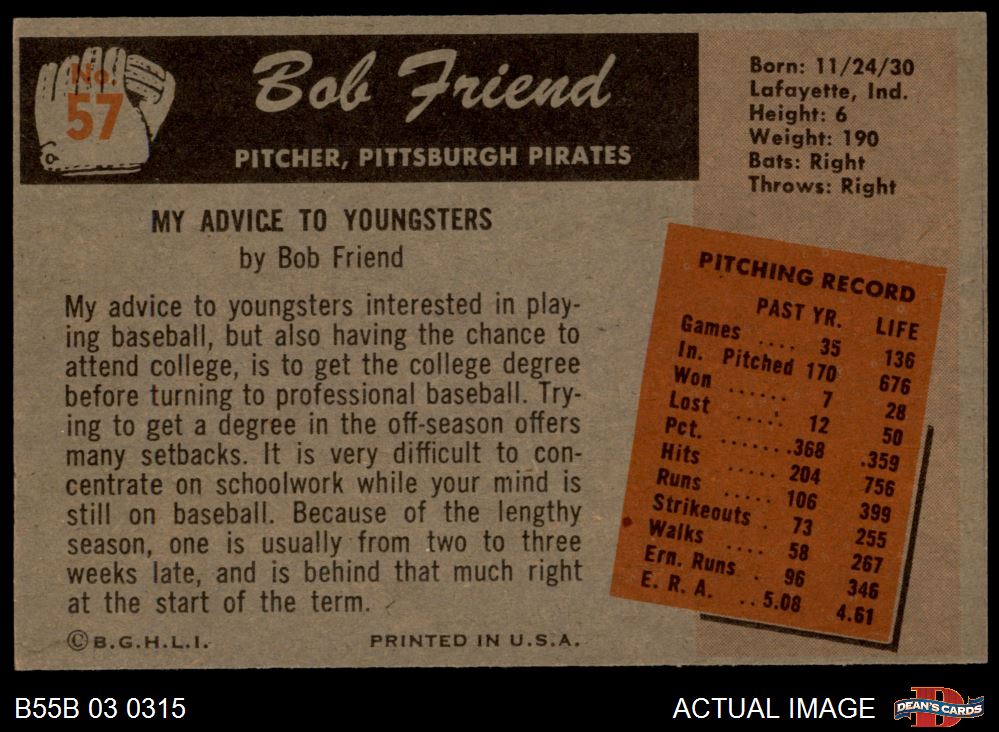 No.
57
Bob Friend
PITCHER, PITTSBURGH PIRATES
Born: 11/24/30
Lafayette, Ind.
Height: 6
Weight: 190
Bats: Right
Throws: Right
MY ADVICE TO YOUNGSTERS
by Bob Friend
My advice to youngsters interested in play-
ing baseball, but also having the chance to
attend college, is to get the college degree
before turning to professional baseball. Try-
ing to get a degree in the off-season offers
many setbacks. It is very difficult to con-
centrate on schoolwork while your mind is
still on baseball. Because of the lengthy
season, one is usually from two to three
weeks late, and is behind that much right
at the start of the term.
©B.G.H.L.I. PRINTED IN U.S.A.
PITCHING RECORD
PAST YR. LIFE
Games .... 35 136
In. Pitched 170 676
Won ...... 7 28
Lost ..... 12 50
Pct. .......368 .359
Hits ..... 204 756
Runs ..... 106 399
Strikeouts . 73 255
Walks .... 58 267
Ern. Runs . 96 346
E. R. A. ..5.08 4.61
B55B 03 0315
ACTUAL IMAGE
D
DEAN'S CARDS